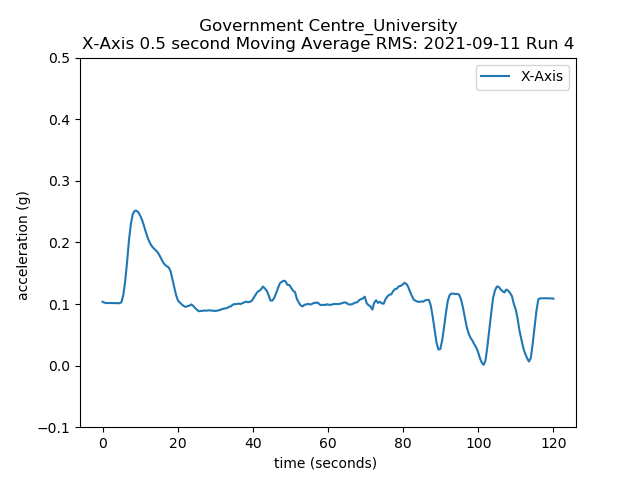 Government Centre_University
X-Axis 0.5 second Moving Average RMS: 2021-09-11 Run 4
X-Axis
0.5
0.4
0.3
0.2
0.1
0.0
−0.1
acceleration (g)
0 20 40 60 80 100 120
time (seconds)